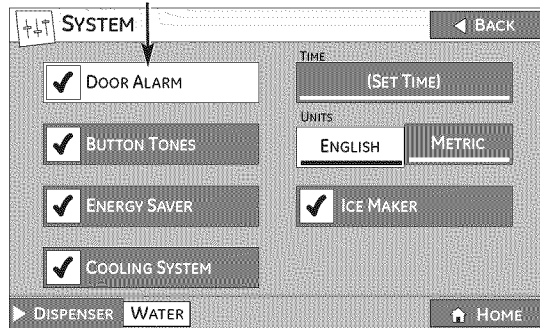 SYSTEM
BACK
DOOR ALARM
BUTTON TONES
ENERGY SAVER
COOLING SYSTEM
TIME
(SET TIME)
UNITS
ENGLISH
METRIC
ICE MAKER
DISPENSER
WATER
HOME